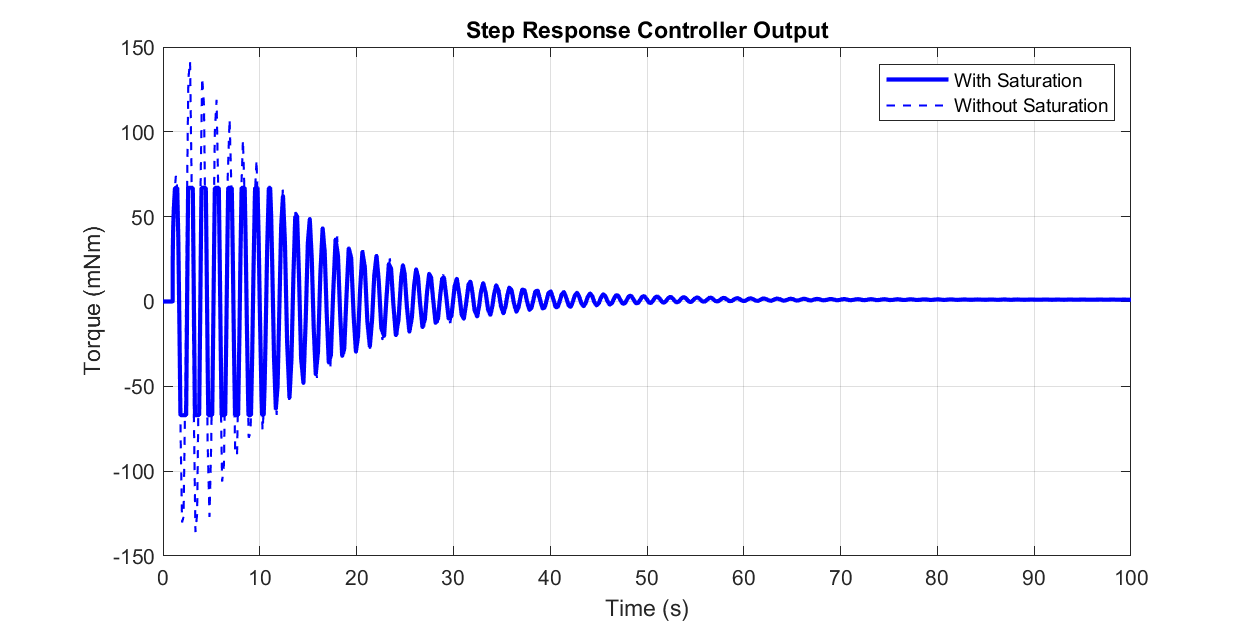 Step Response Controller Output
With Saturation
Without Saturation
150
100
50
0
-50
-100
-150
Torque (mNm)
0 10 20 30 40 50 60 70 80 90 100
Time (s)